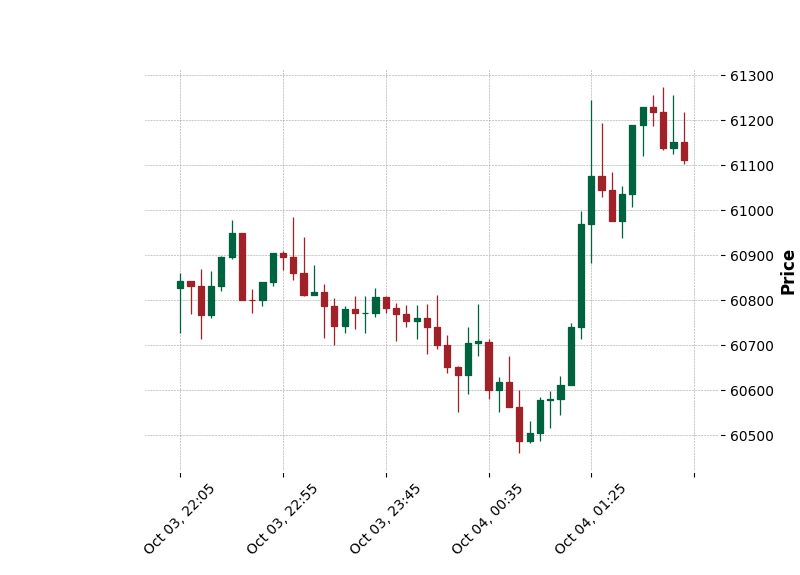 61300
61200
61100
61000
60900
60800
60700
60600
60500
Price
Oct 03, 22:05
Oct 03, 22:55
Oct 03, 23:45
Oct 04, 00:35
Oct 04, 01:25